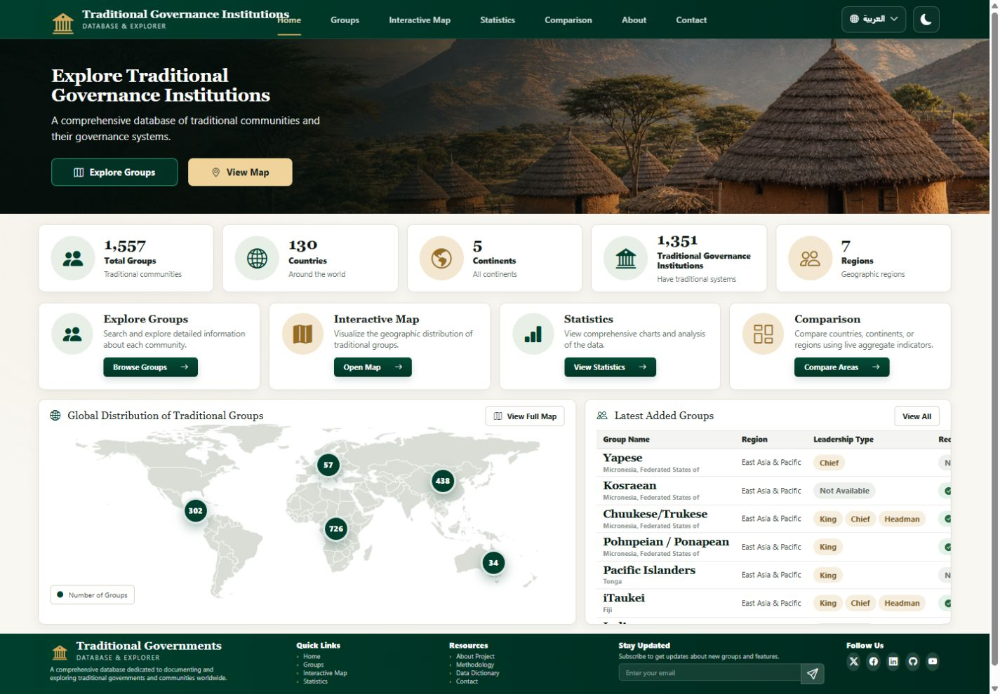 Traditional Governance Institutions
DATABASE & EXPLORER
Home
Groups
Interactive Map
Statistics
Comparison
About
Contact
العربية
Explore Traditional
Governance Institutions
A comprehensive database of traditional communities and
their governance systems.
Explore Groups
View Map
1,557
Total Groups
Traditional communities
130
Countries
Around the world
5
Continents
All continents
1,351
Traditional Governance
Institutions
Have traditional systems
7
Regions
Geographic regions
Explore Groups
Search and explore detailed information
about each community.
Browse Groups
Interactive Map
Visualize the geographic distribution of
traditional groups.
Open Map
Statistics
View comprehensive charts and analysis
of the data.
View Statistics
Comparison
Compare countries, continents, or
regions using live aggregate indicators.
Compare Areas
Global Distribution of Traditional Groups
View Full Map
57
438
302
726
34
Number of Groups
Latest Added Groups
View All
Group Name Region Leadership Type
Yapese
Micronesia, Federated States of
East Asia & Pacific
Chief
Kosraean
Micronesia, Federated States of
East Asia & Pacific
Not Available
Chuukese/Trukese
Micronesia, Federated States of
East Asia & Pacific
King Chief Headman
Pohnpeian / Ponapean
Micronesia, Federated States of
East Asia & Pacific
King
Pacific Islanders
Tonga
East Asia & Pacific
King
iTaukei
Fiji
East Asia & Pacific
King Chief Headman
Traditional Governments
DATABASE & EXPLORER
A comprehensive database dedicated to documenting and
exploring traditional governments and communities worldwide.
Quick Links
› Home
› Groups
› Interactive Map
› Statistics
Resources
› About Project
› Methodology
› Data Dictionary
› Contact
Stay Updated
Subscribe to get updates about new groups and features.
Enter your email
Follow Us